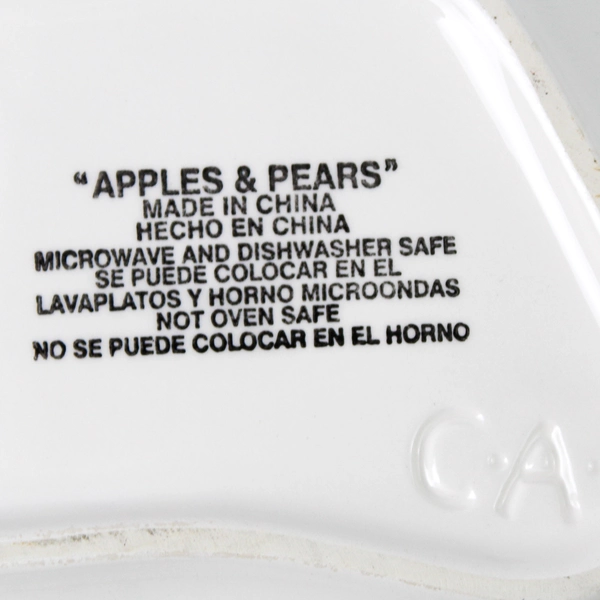 “APPLES & PEARS”
MADE IN CHINA
HECHO EN CHINA
MICROWAVE AND DISHWASHER SAFE
SE PUEDE COLOCAR EN EL
LAVAPLATOS Y HORNO MICROONDAS
NOT OVEN SAFE
NO SE PUEDE COLOCAR EN EL HORNO
C·A·